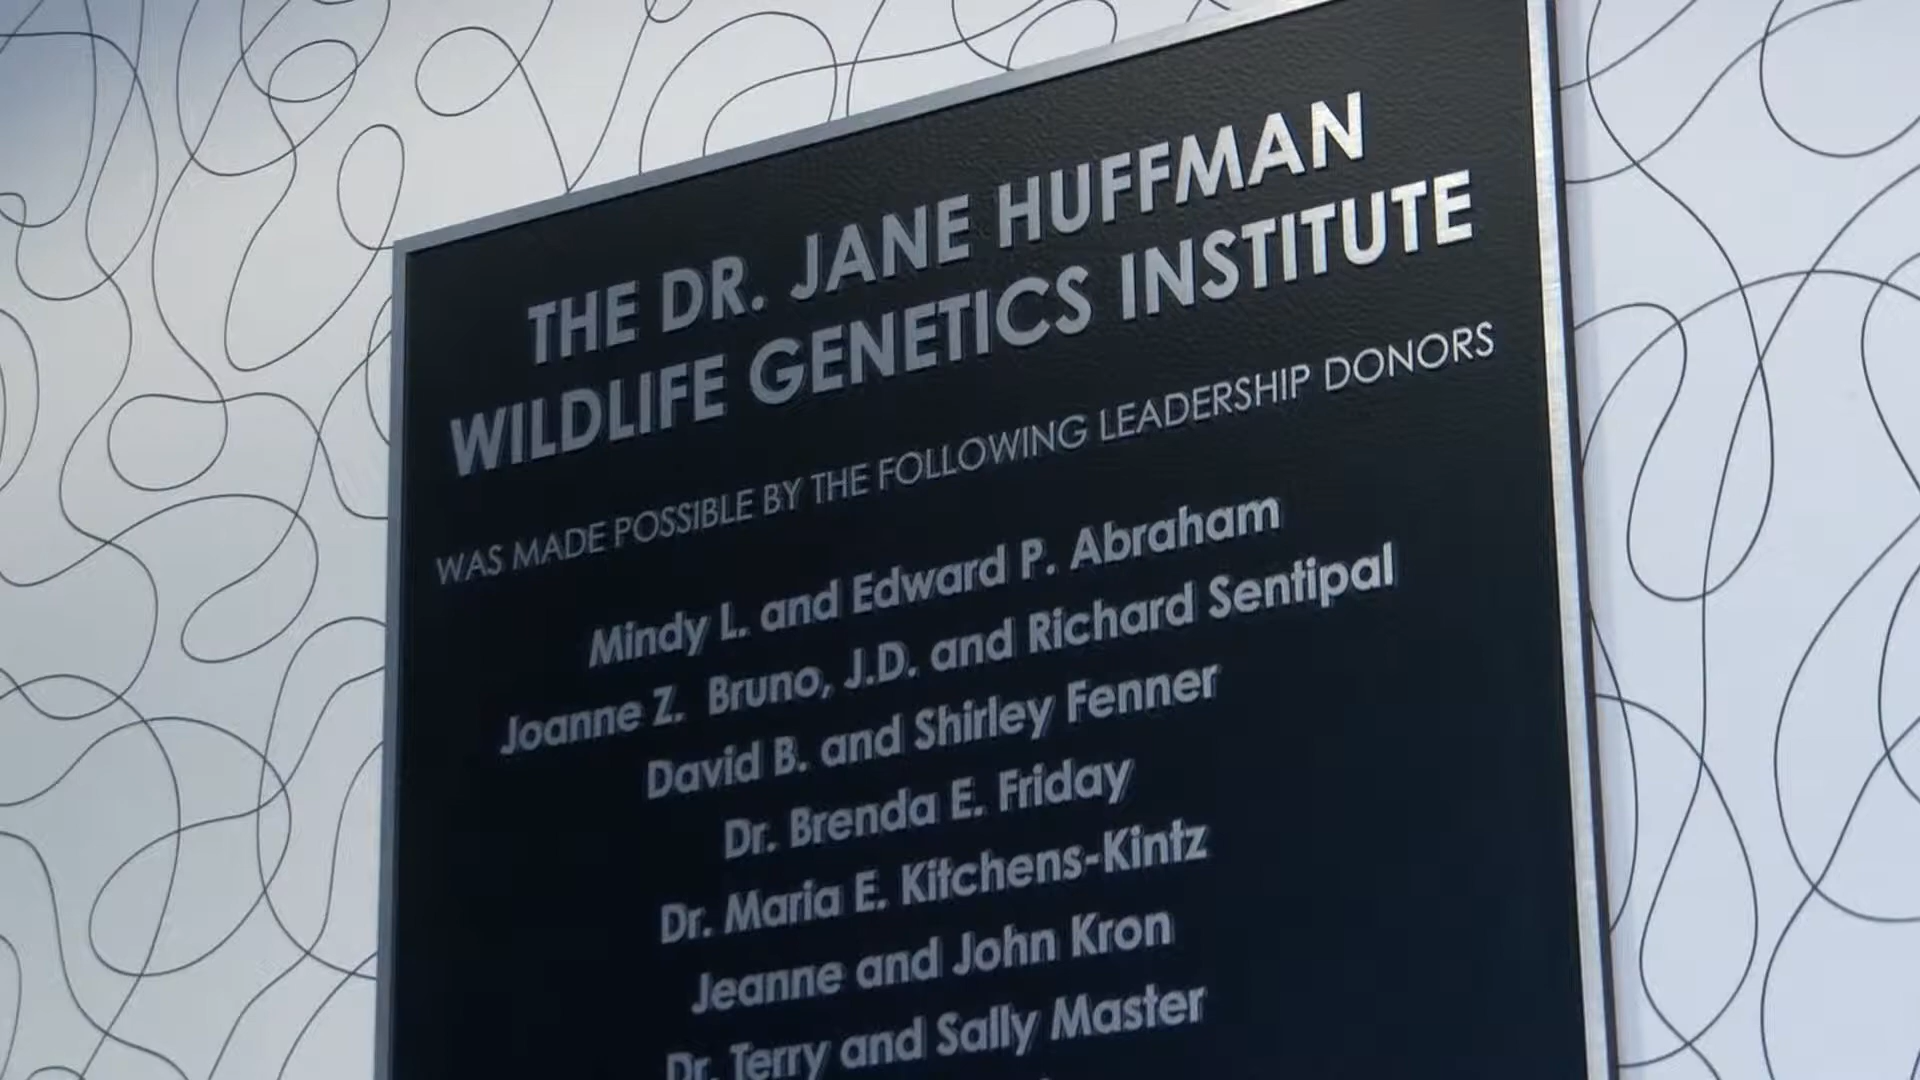 THE DR. JANE HUFFMAN
WILDLIFE GENETICS INSTITUTE
WAS MADE POSSIBLE BY THE FOLLOWING LEADERSHIP DONORS
Mindy L. and Edward P. Abraham
Joanne Z. Bruno, J.D. and Richard Sentipal
David B. and Shirley Fenner
Dr. Brenda E. Friday
Dr. Maria E. Kitchens-Kintz
Jeanne and John Kron
Dr. Terry and Sally Master